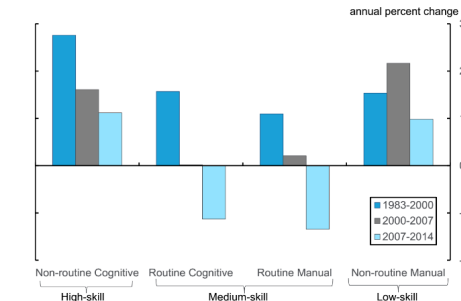 annual percent change
1983-2000
2000-2007
2007-2014
Non-routine Cognitive Routine Cognitive Routine Manual Non-routine Manual
High-skill Medium-skill Low-skill